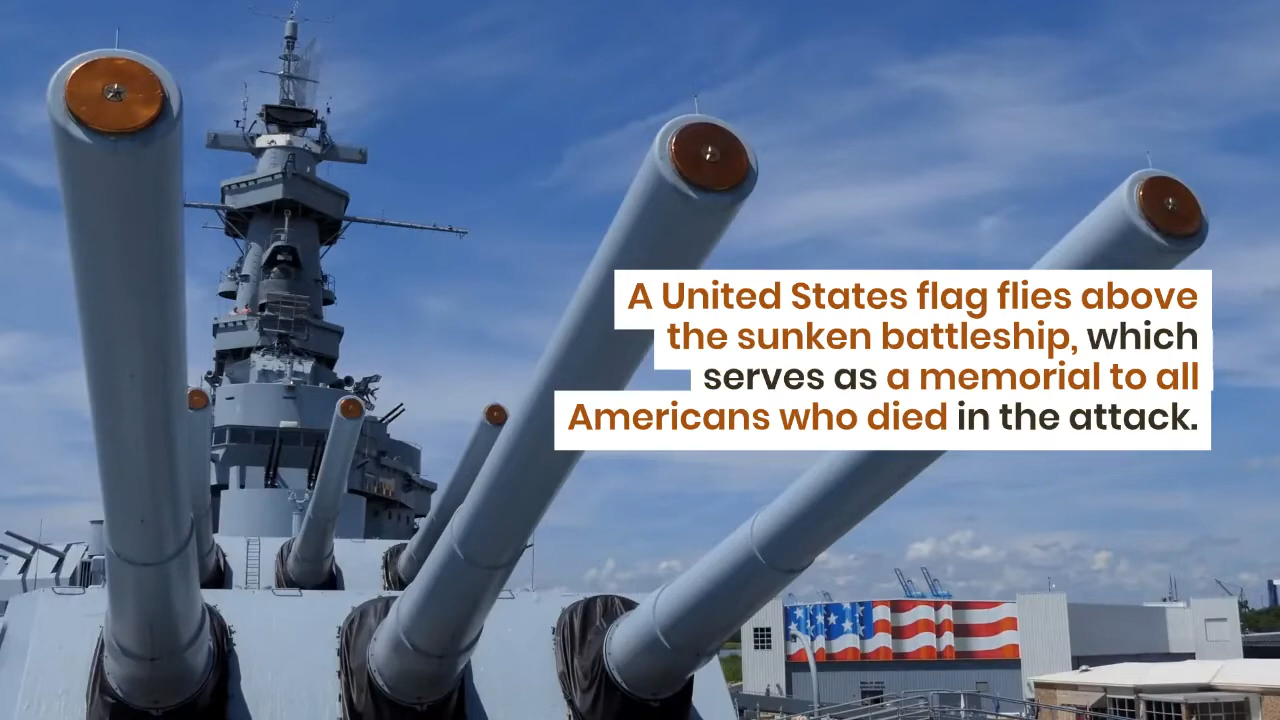 A United States flag flies above
the sunken battleship, which
serves as a memorial to all
Americans who died in the attack.